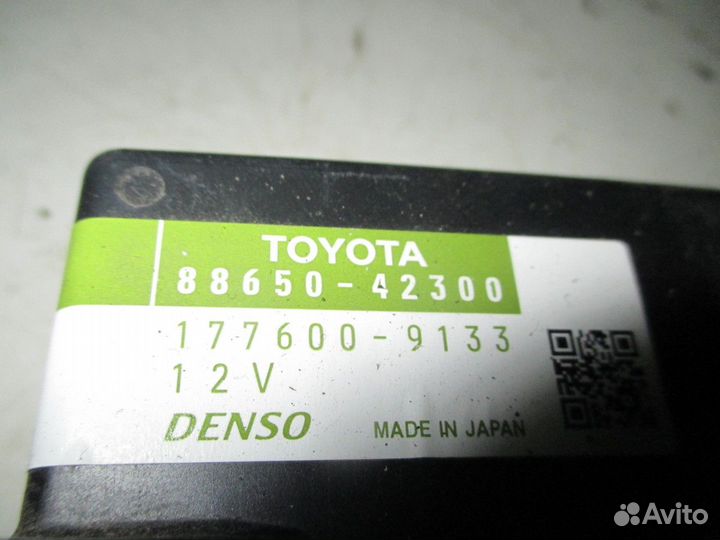 TOYOTA
88650-42300
177600-9133
12V
DENSO MADE IN JAPAN
Avito